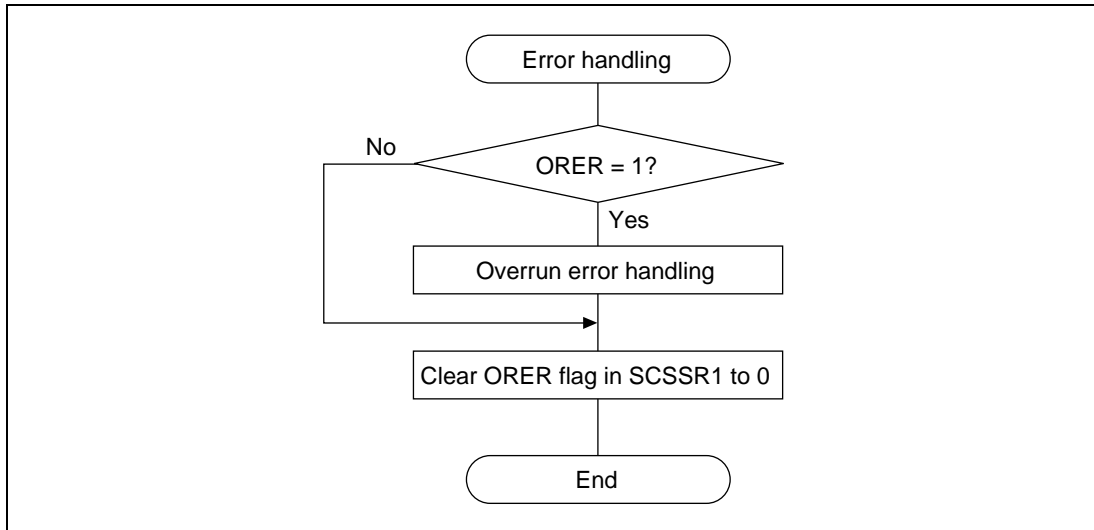 Error handling
No
ORER = 1?
Yes
Overrun error handling
Clear ORER flag in SCSSR1 to 0
End